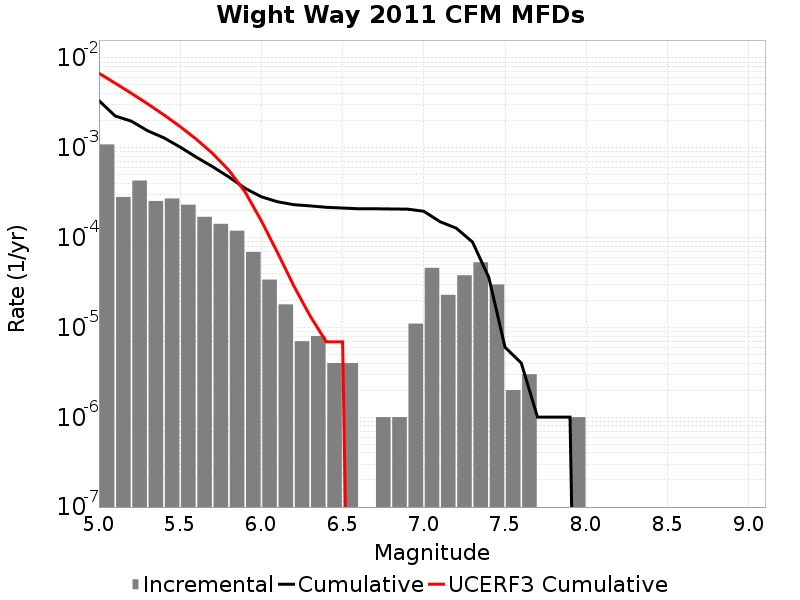 Wight Way 2011 CFM MFDs
10^-2
10^-3
10^-4
10^-5
10^-6
10^-7
Rate (1/yr)
5.0 5.5 6.0 6.5 7.0 7.5 8.0 8.5 9.0
Magnitude
Incremental Cumulative UCERF3 Cumulative